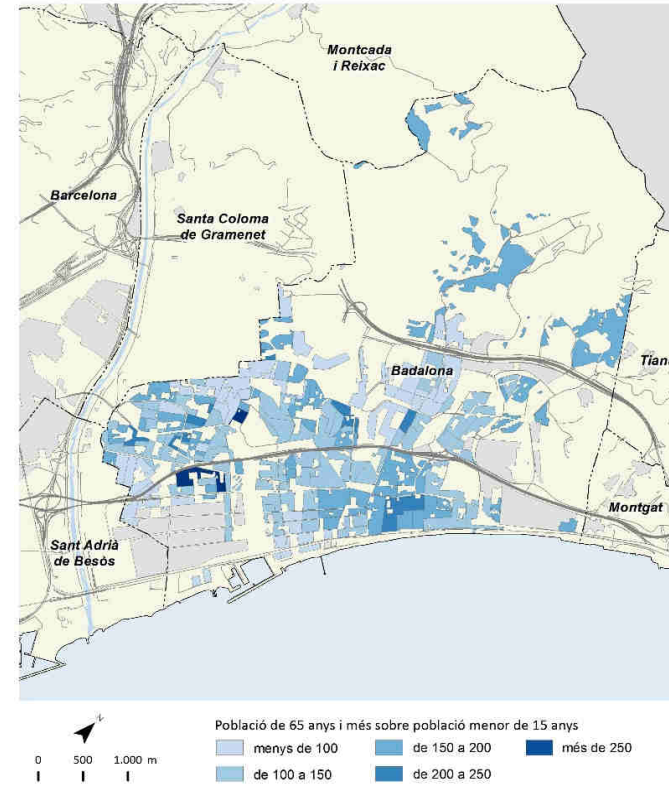 Montcada
i Reixac
Barcelona
Santa Coloma
de Gramenet
Badalona
Montgat
Sant Adrià
de Besòs
N
Població de 65 anys i més sobre població menor de 15 anys
menys de 100
de 150 a 200
més de 250
0 500 1.000 m
de 100 a 150
de 200 a 250